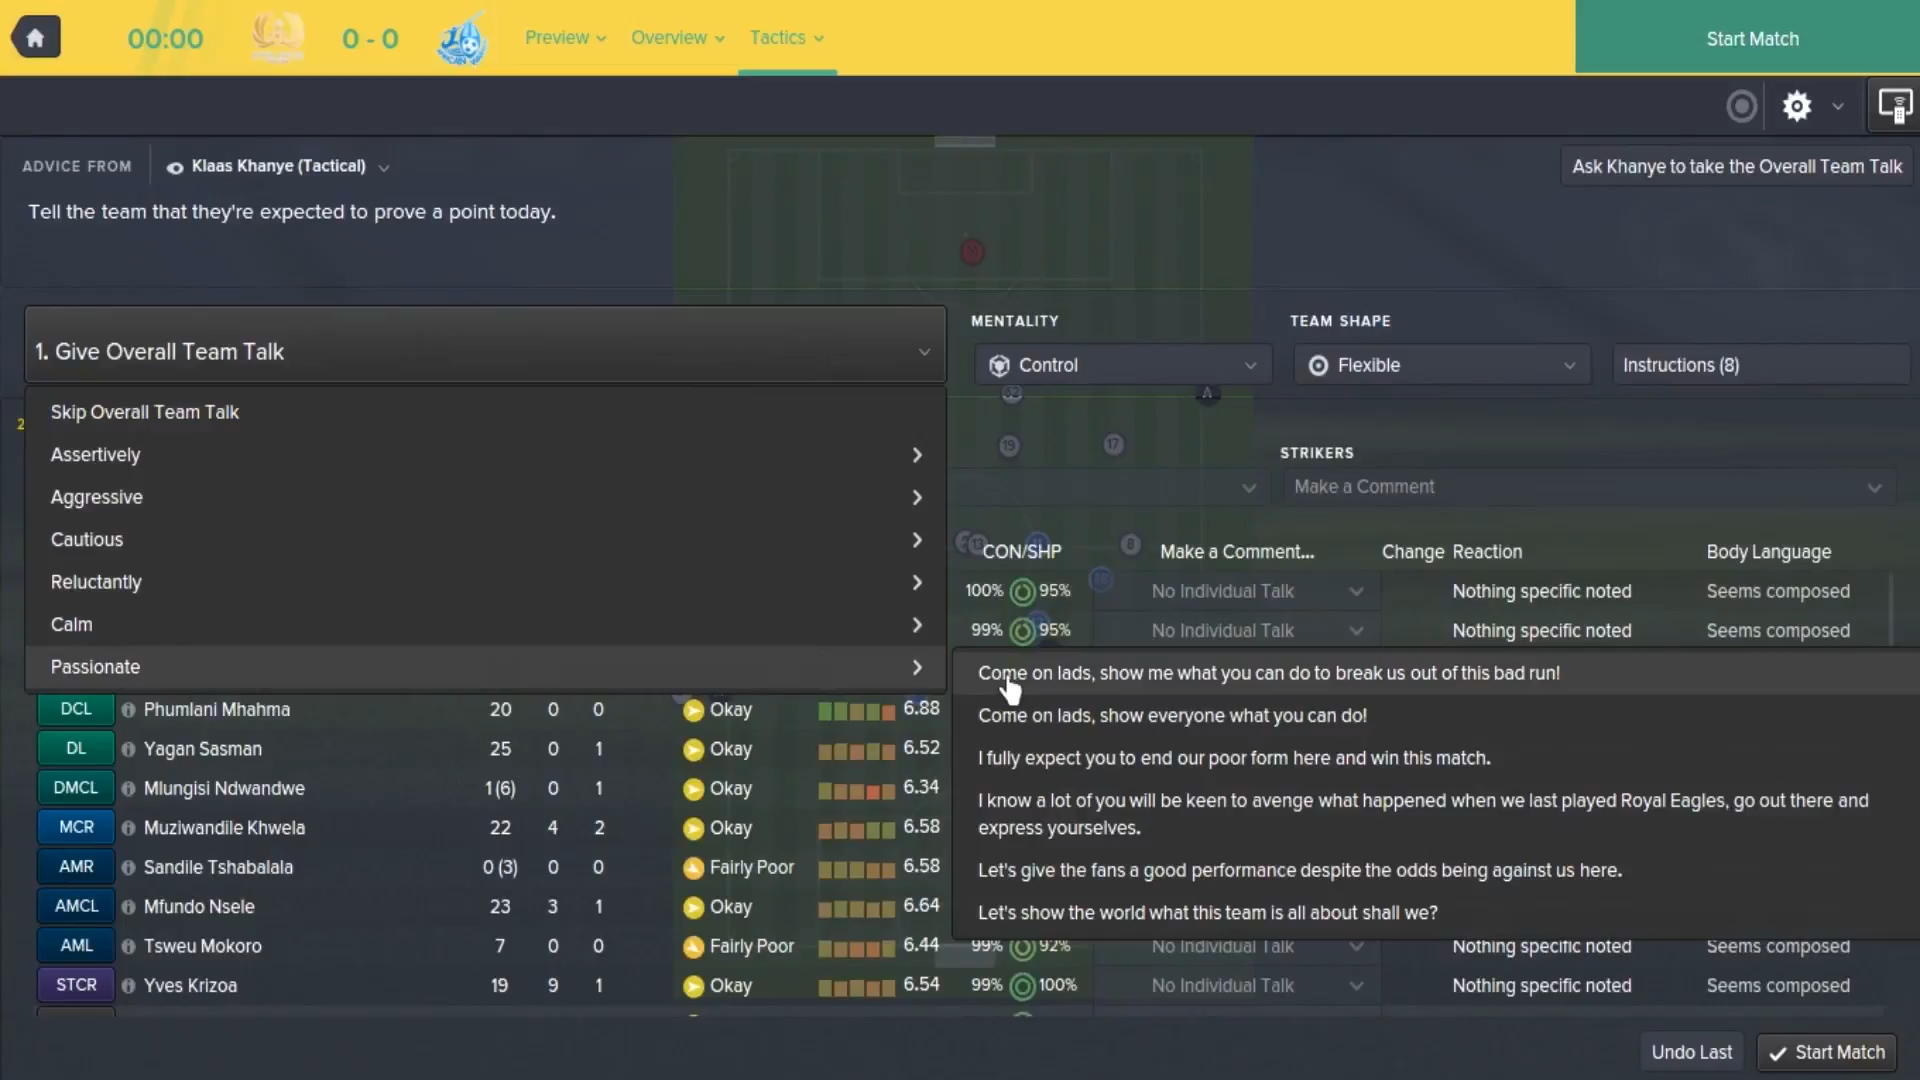 00:00
0 - 0
Preview
Overview
Tactics
Start Match
ADVICE FROM
Klaas Khanye (Tactical)
Ask Khanye to take the Overall Team Talk
Tell the team that they're expected to prove a point today.
1. Give Overall Team Talk
MENTALITY
TEAM SHAPE
Control
Flexible
Instructions (8)
Skip Overall Team Talk
Assertively
Aggressive
Cautious
Reluctantly
Calm
Passionate
19
17
8
STRIKERS
Make a Comment
CON/SHP
Make a Comment...
Change
Reaction
Body Language
100% 95% No Individual Talk Nothing specific noted Seems composed
99% 95% No Individual Talk Nothing specific noted Seems composed
Come on lads, show me what you can do to break us out of this bad run!
Come on lads, show everyone what you can do!
I fully expect you to end our poor form here and win this match.
I know a lot of you will be keen to avenge what happened when we last played Royal Eagles, go out there and
express yourselves.
Let's give the fans a good performance despite the odds being against us here.
Let's show the world what this team is all about shall we?
DCL Phumlani Mhahma 20 0 0 Okay 6.88
DL Yagan Sasman 25 0 1 Okay 6.52
DMCL Mlungisi Ndwandwe 1 (6) 0 1 Okay 6.34
MCR Muziwandile Khwela 22 4 2 Okay 6.58
AMR Sandile Tshabalala 0 (3) 0 0 Fairly Poor 6.58
AMCL Mfundo Nsele 23 3 1 Okay 6.64
AML Tsweu Mokoro 7 0 0 Fairly Poor 6.44 99% 92% No Individual Talk Nothing specific noted Seems composed
STCR Yves Krizoa 19 9 1 Okay 6.54 99% 100% No Individual Talk Nothing specific noted Seems composed
Undo Last
Start Match